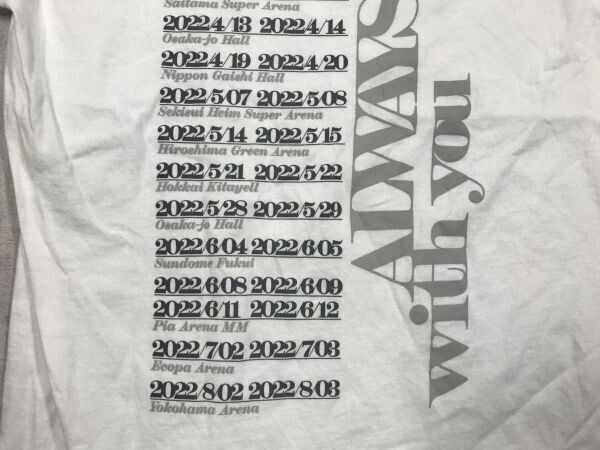 Saitama Super Arena
2022/4/13 2022/4/14
Osaka-jo Hall
2022/4/19 2022/4/20
Nippon Gaishi Hall
2022/5/07 2022/5/08
Sekisui Heim Super Arena
2022/5/14 2022/5/15
Hiroshima Green Arena
2022/5/21 2022/5/22
Hokkai Kitayell
2022/5/28 2022/5/29
Osaka-jo Hall
2022/6/04 2022/6/05
Sundome Fukui
2022/6/08 2022/6/09
2022/6/11 2022/6/12
Pia Arena MM
2022/7/02 2022/7/03
Ecopa Arena
2022/8/02 2022/8/03
Yokohama Arena
ALWAYS
with you